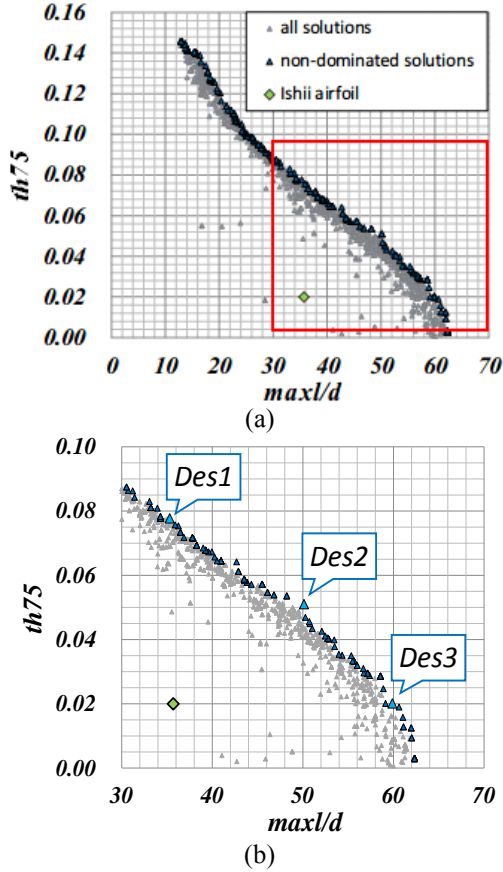 all solutions
non-dominated solutions
Ishii airfoil
th75
0.16
0.14
0.12
0.10
0.08
0.06
0.04
0.02
0.00
0 10 20 30 40 50 60 70
maxl/d
(a)
th75
0.10
0.08
0.06
0.04
0.02
0.00
Des1
Des2
Des3
30 40 50 60 70
maxl/d
(b)